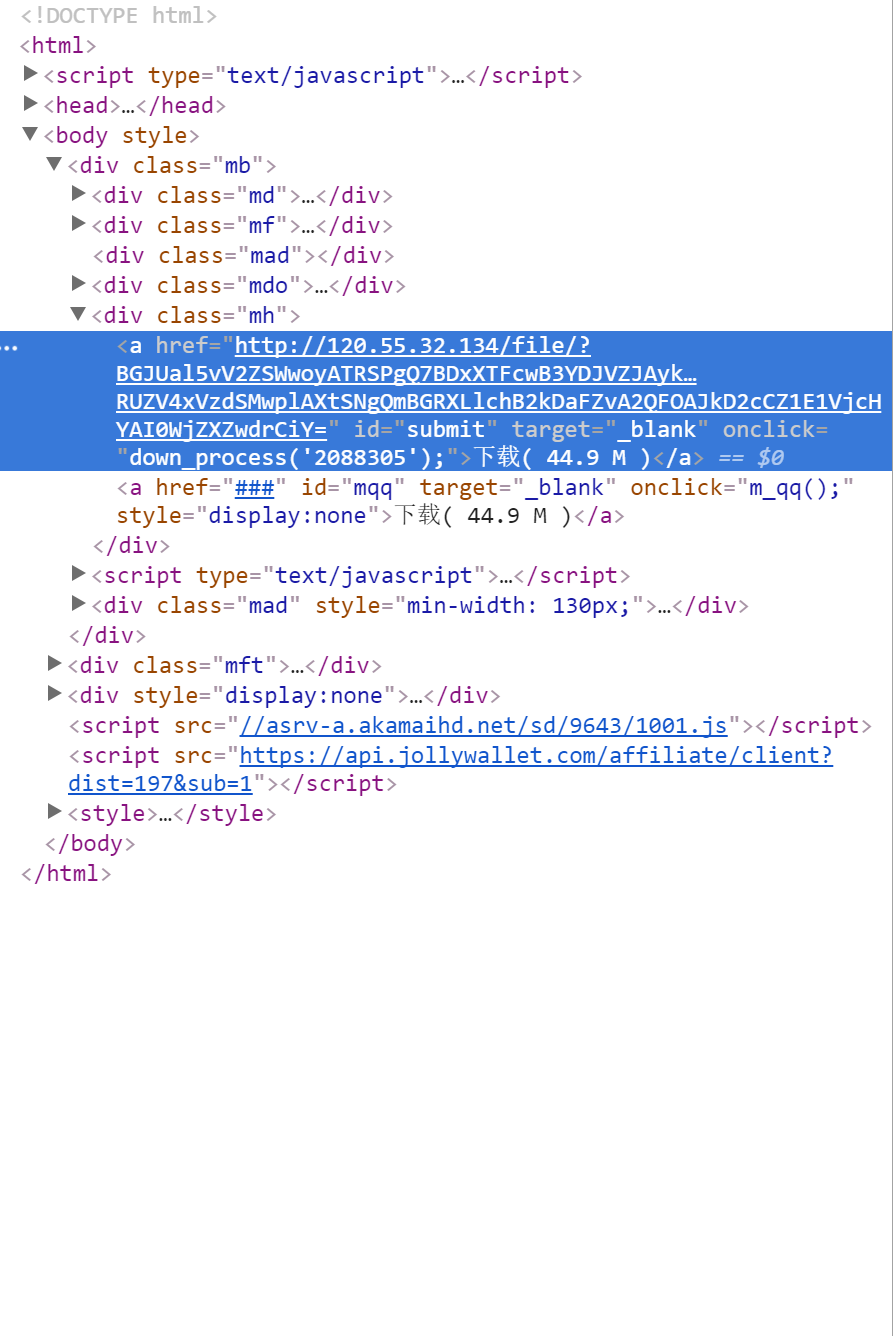 <!DOCTYPE html>
<html>
<script type="text/javascript">…</script>
<head>…</head>
<body style>
<div class="mb">
<div class="md">…</div>
<div class="mf">…</div>
<div class="mad"></div>
<div class="mdo">…</div>
<div class="mh">
<a href="http://120.55.32.134/file/?
BGJUal5vV2ZSWwoyATRSPgQ7BDxXTFcwB3YDJVZJAyk…
RUZV4xVzdSMwplAXtSNgQmBGRXLlchB2kDaFZvA2QFOAJkD2cCZ1E1VjcH
YAI0WjZXZwdrCiY=" id="submit" target="_blank" onclick=
"down_process('2088305');">下载( 44.9 M )</a> == $0
<a href="###" id="mqq" target="_blank" onclick="m_qq();"
style="display:none">下载( 44.9 M )</a>
</div>
<script type="text/javascript">…</script>
<div class="mad" style="min-width: 130px;">…</div>
</div>
<div class="mft">…</div>
<div style="display:none">…</div>
<script src="//asrv-a.akamaihd.net/sd/9643/1001.js"></script>
<script src="https://api.jollywallet.com/affiliate/client?
dist=197&sub=1"></script>
<style>…</style>
</body>
</html>